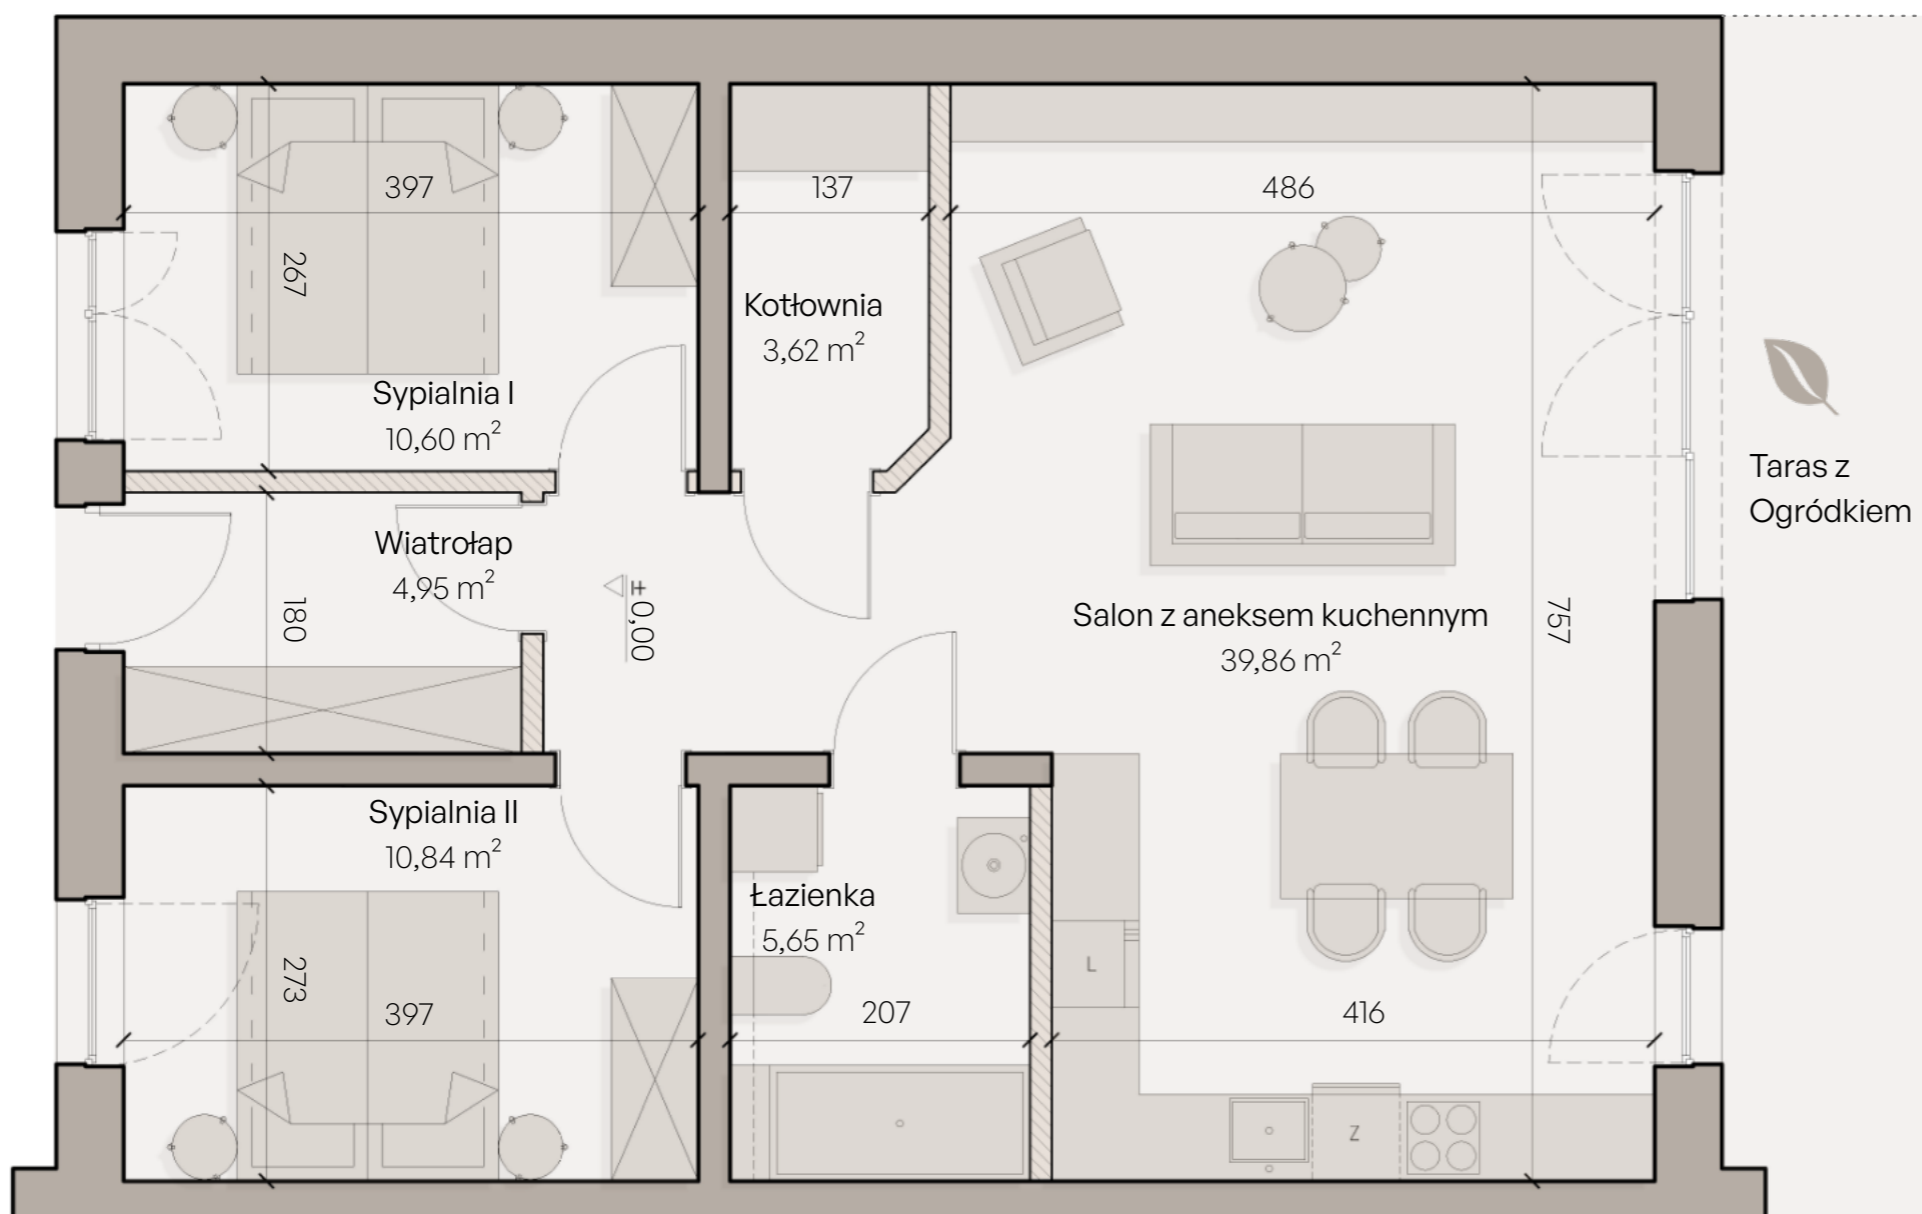 397
137
486
267
Kotłownia
3,62 m²
Sypialnia I
10,60 m²
Taras z
Ogródkiem
Wiatrołap
4,95 m²
180
±0,00
Salon z aneksem kuchennym
39,86 m²
757
Sypialnia II
10,84 m²
Łazienka
5,65 m²
L
273
397
207
416
Z